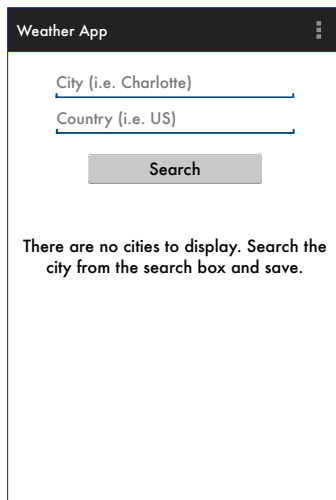 Weather App
City (i.e. Charlotte)
Country (i.e. US)
Search
There are no cities to display. Search the
city from the search box and save.